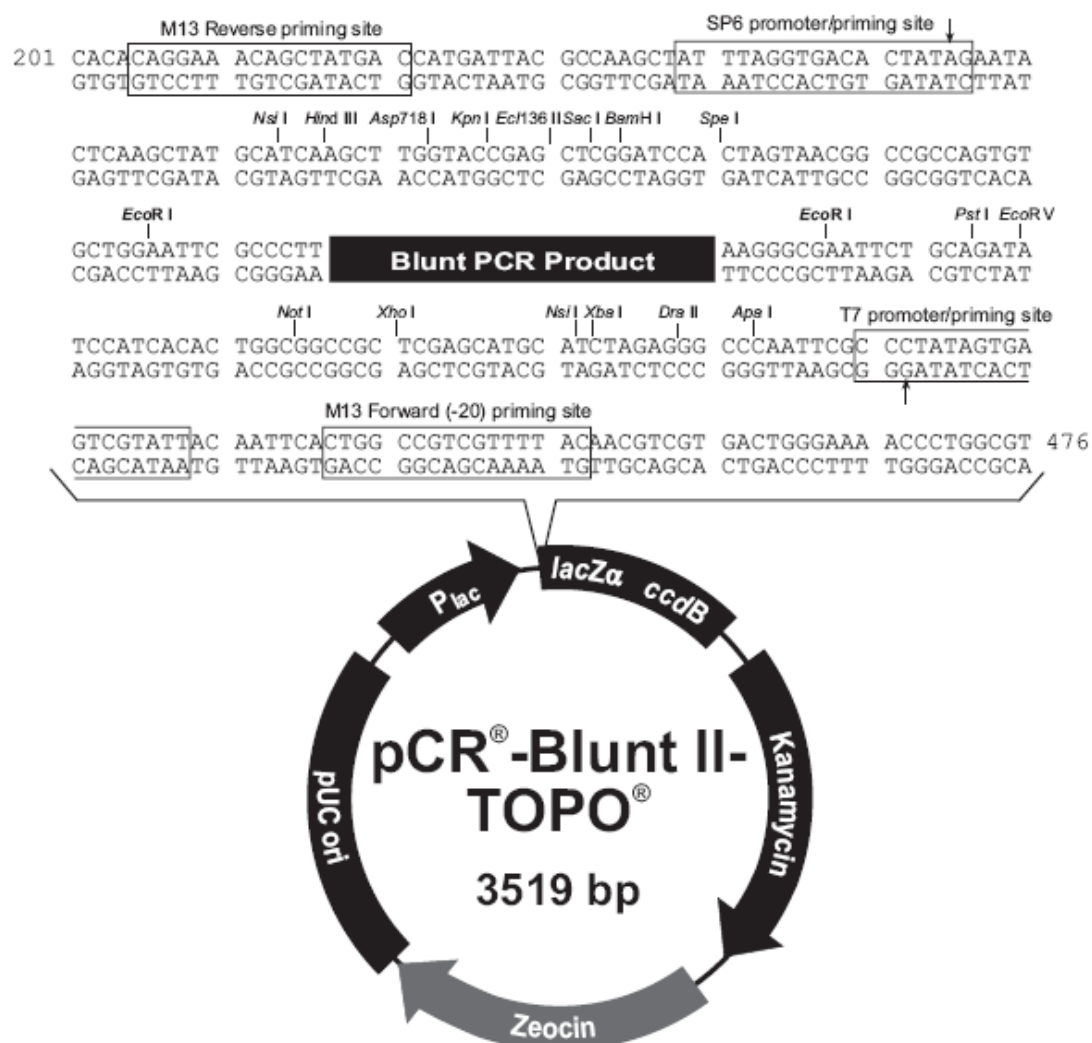 M13 Reverse priming site SP6 promoter/priming site
201 CACACAGGAA ACAGCTATGAC CATGATTAC GCCAAGCTAT TTAGGTGACA CTATAGAATA
GTGTGTCCTT TGTCGATACTG GTACTAATG CGGTTCGATA AATCCACTGT GATATCTTAT
Nsi I Hind III Asp718 I Kpn I Ecl136 II Sac I BamH I Spe I
CTCAAGCTAT GCATCAAGCT TGGTACCGAG CTCGGATCCA CTAGTAACGG CCGCCAGTGT
GAGTTCGATA CGTAGTTCGA ACCATGGCTC GAGCCTAGGT GATCATTGCC GGCGGTCACA
EcoR I EcoR I Pst I EcoR V
GCTGGAATTC GCCCTT Blunt PCR Product AAGGGCGAATTCT GCAGATA
CGACCTTAAG CGGGAA TTCCCGCTTAAGA CGTCTAT
Not I Xho I Nsi I Xba I Dra II Apa I T7 promoter/priming site
TCCATCACAC TGGCGGCCGC TCGAGCATGC ATCTAGAGGG CCCAATTCGC CCTATAGTGA
AGGTAGTGTG ACCGCCGGCG AGCTCGTACG TAGATCTCCC GGGTTAAGCG GGATATCACT
M13 Forward (-20) priming site
GTCGTATTAC AATTCACTGG CCGTCGTTTT ACAACGTCGT GACTGGGAAA ACCCTGGCGT 476
CAGCATAATG TTAAGTGACC GGCAGCAAAA TGTTGCAGCA CTGACCCTTT TGGGACCGCA
Plac lacZα ccdB
pCR®-Blunt II-
TOPO®
3519 bp
pUC ori
Kanamycin
Zeocin